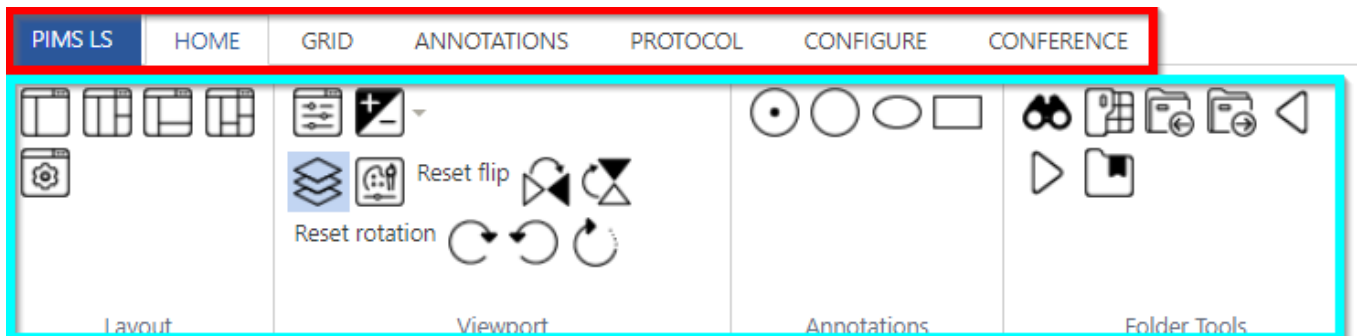 PIMS LS HOME GRID ANNOTATIONS PROTOCOL CONFIGURE CONFERENCE
Reset flip
Reset rotation
Layout Viewport Annotations Folder Tools